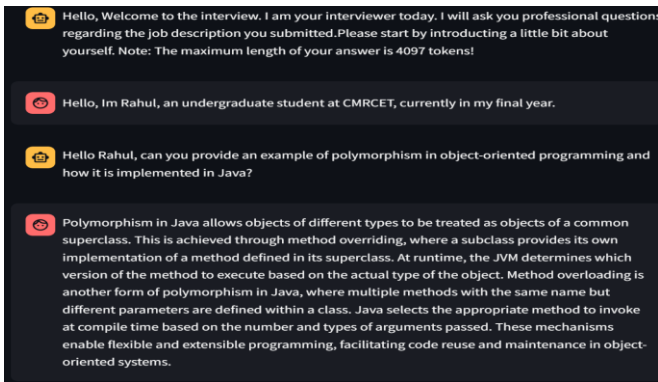 Hello, Welcome to the interview. I am your interviewer today. I will ask you professional questions
regarding the job description you submitted.Please start by introducting a little bit about
yourself. Note: The maximum length of your answer is 4097 tokens!
Hello, Im Rahul, an undergraduate student at CMRCET, currently in my final year.
Hello Rahul, can you provide an example of polymorphism in object-oriented programming and
how it is implemented in Java?
Polymorphism in Java allows objects of different types to be treated as objects of a common
superclass. This is achieved through method overriding, where a subclass provides its own
implementation of a method defined in its superclass. At runtime, the JVM determines which
version of the method to execute based on the actual type of the object. Method overloading is
another form of polymorphism in Java, where multiple methods with the same name but
different parameters are defined within a class. Java selects the appropriate method to invoke
at compile time based on the number and types of arguments passed. These mechanisms
enable flexible and extensible programming, facilitating code reuse and maintenance in object-
oriented systems.